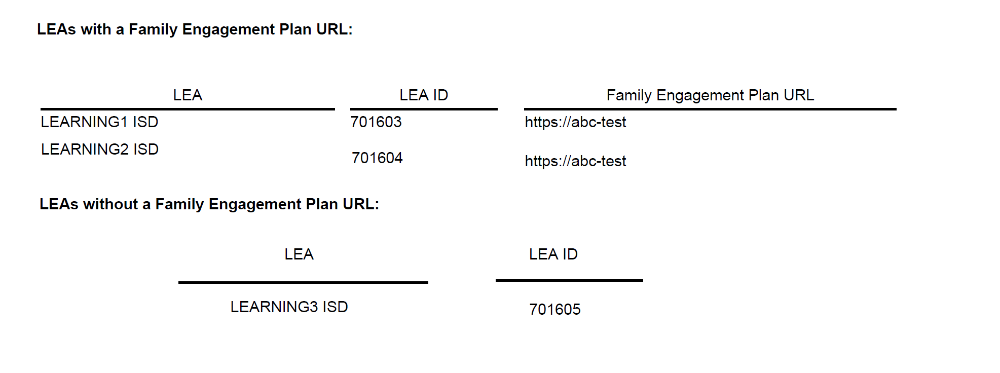 LEAs with a Family Engagement Plan URL:
LEA LEA ID Family Engagement Plan URL
LEARNING1 ISD 701603 https://abc-test
LEARNING2 ISD 701604 https://abc-test
LEAs without a Family Engagement Plan URL:
LEA LEA ID
LEARNING3 ISD 701605